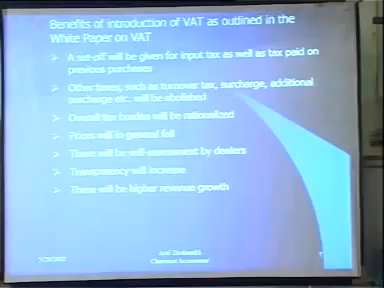 Benefits of introduction of VAT as outlined in the
White Paper on VAT
A set-off will be given for input tax as well as tax paid on
previous purchases
Other taxes, such as turnover tax, surcharge, additional
surcharge etc. will be abolished
Overall tax burden will be rationalized
Prices will in general fall
There will be self-assessment by dealers
Transparency will increase
There will be higher revenue growth
Chartered Accountant